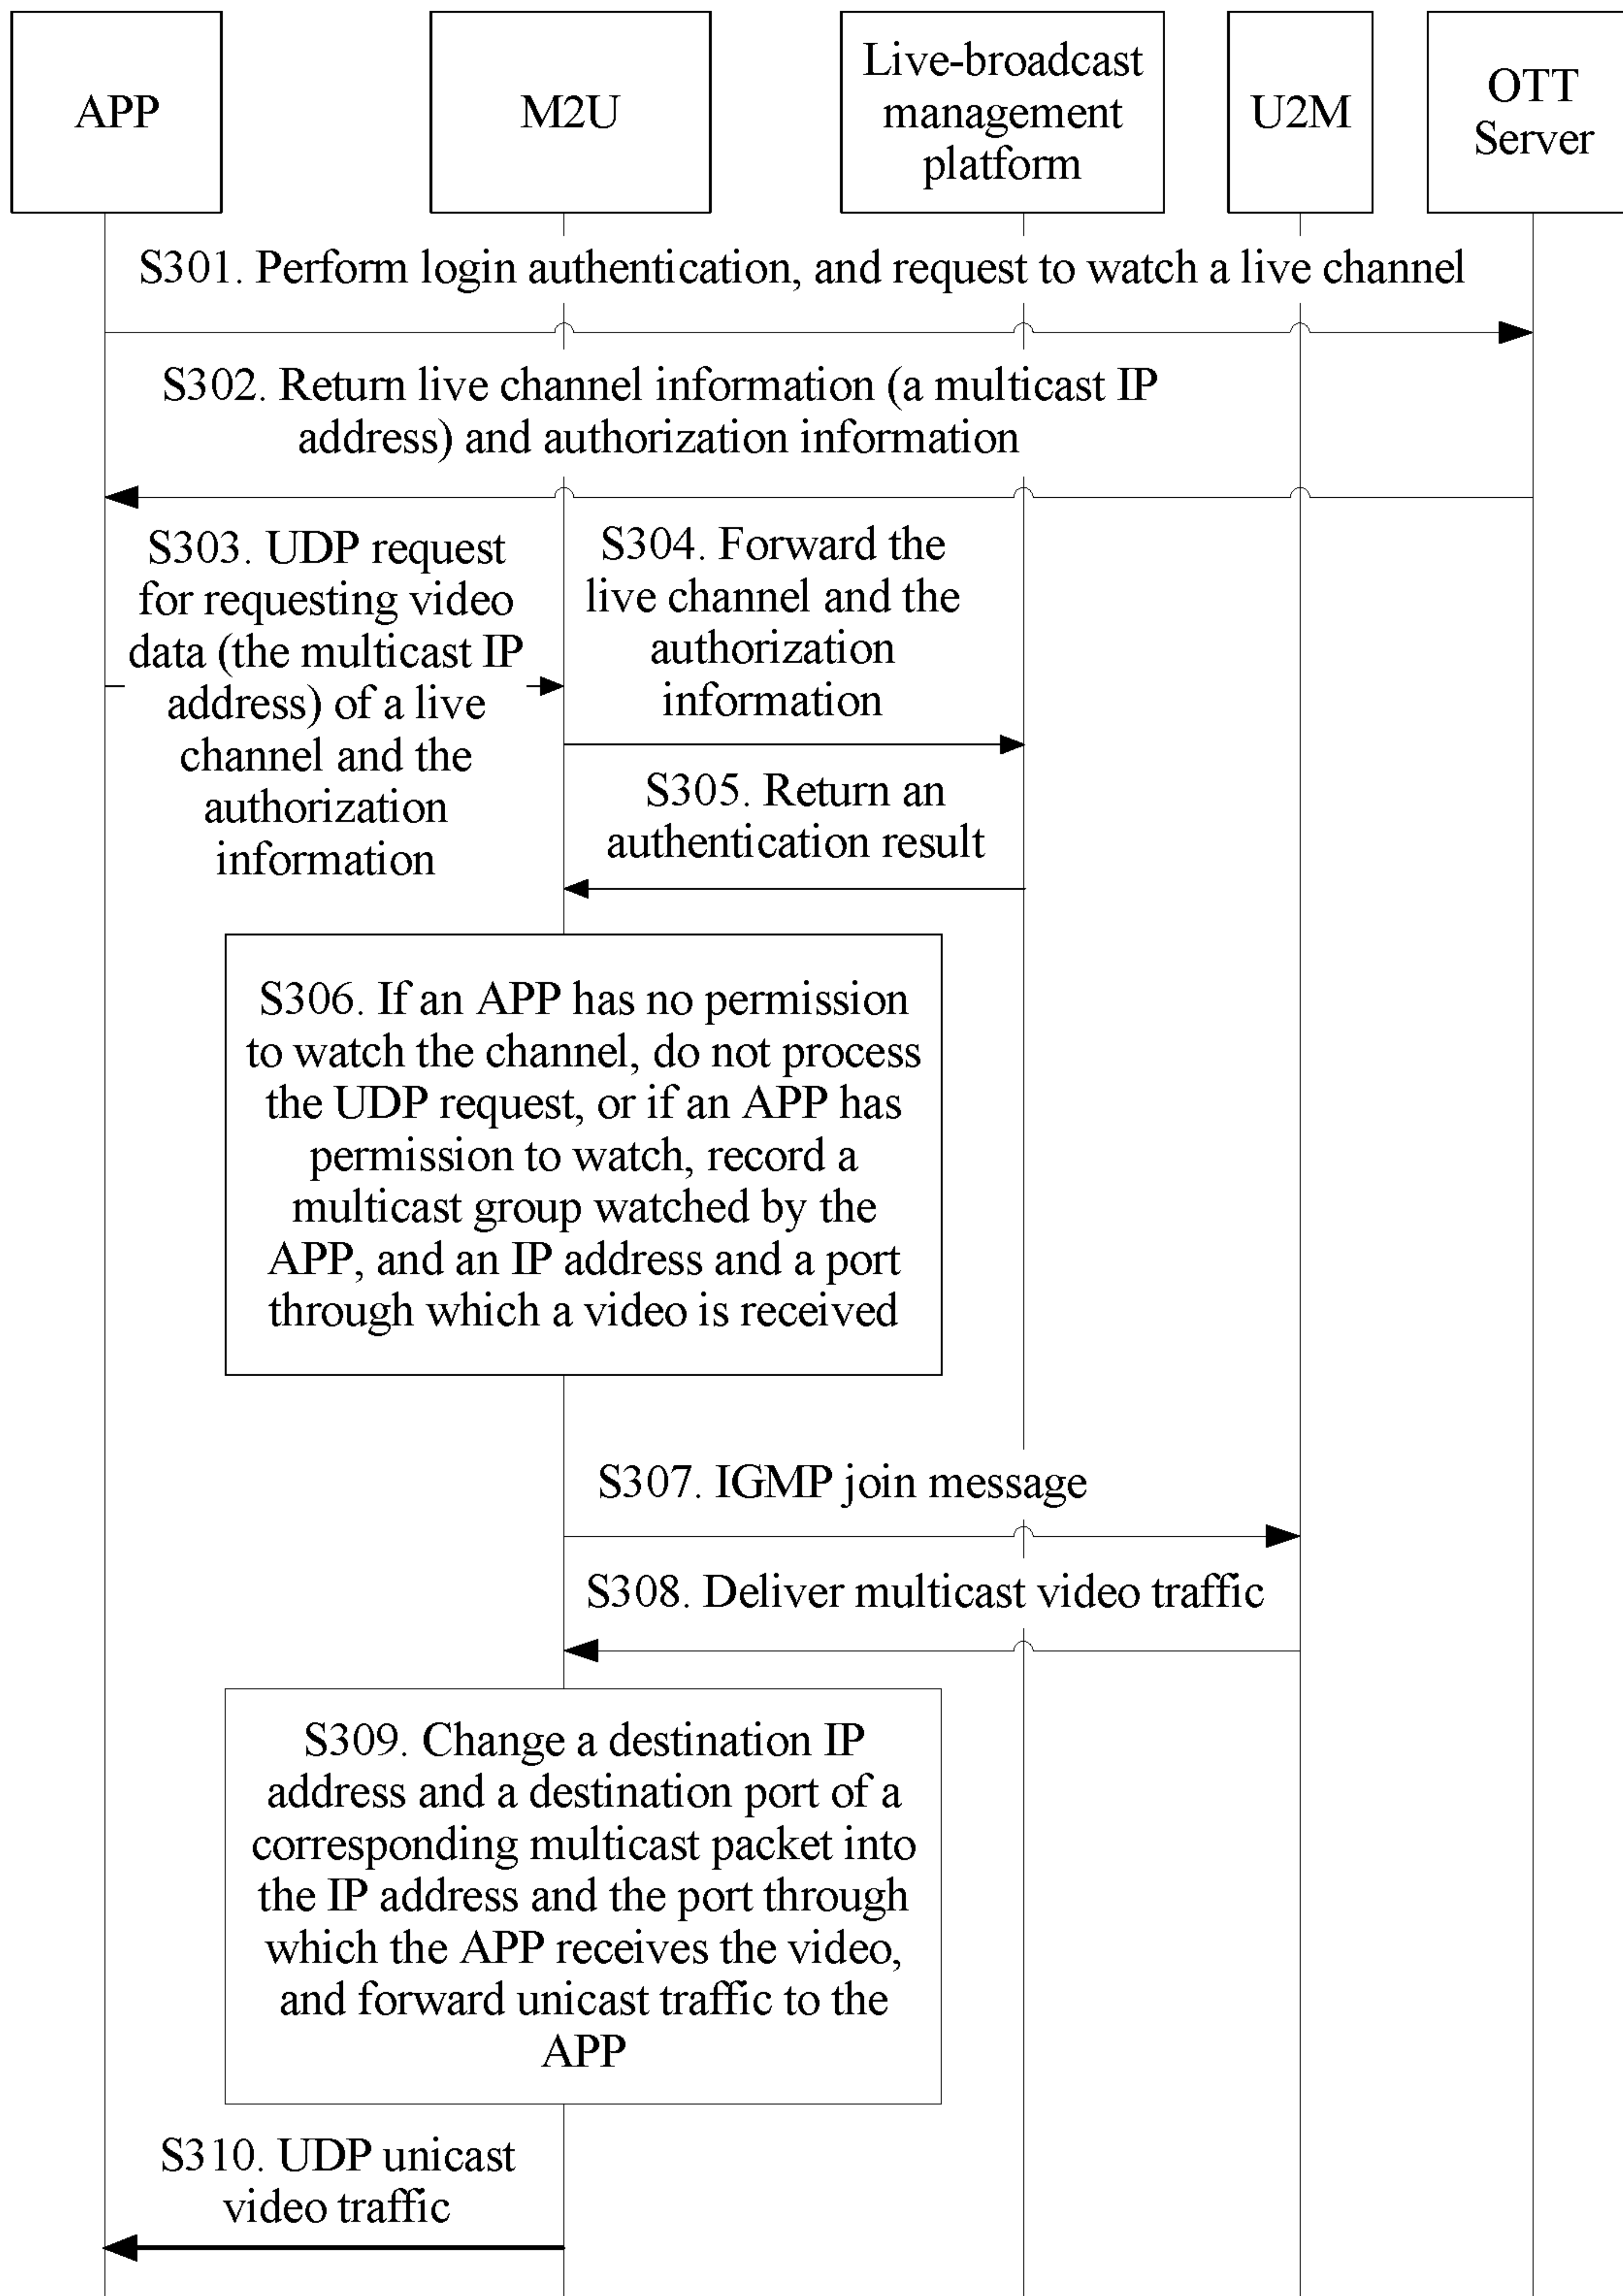 APP
M2U
Live-broadcast
management
platform
U2M
OTT
Server
S301. Perform login authentication, and request to watch a live channel
S302. Return live channel information (a multicast IP
address) and authorization information
S303. UDP request
for requesting video
data (the multicast IP
address) of a live
channel and the
authorization
information
S304. Forward the
live channel and the
authorization
information
S305. Return an
authentication result
S306. If an APP has no permission
to watch the channel, do not process
the UDP request, or if an APP has
permission to watch, record a
multicast group watched by the
APP, and an IP address and a port
through which a video is received
S307. IGMP join message
S308. Deliver multicast video traffic
S309. Change a destination IP
address and a destination port of a
corresponding multicast packet into
the IP address and the port through
which the APP receives the video,
and forward unicast traffic to the
APP
S310. UDP unicast
video traffic